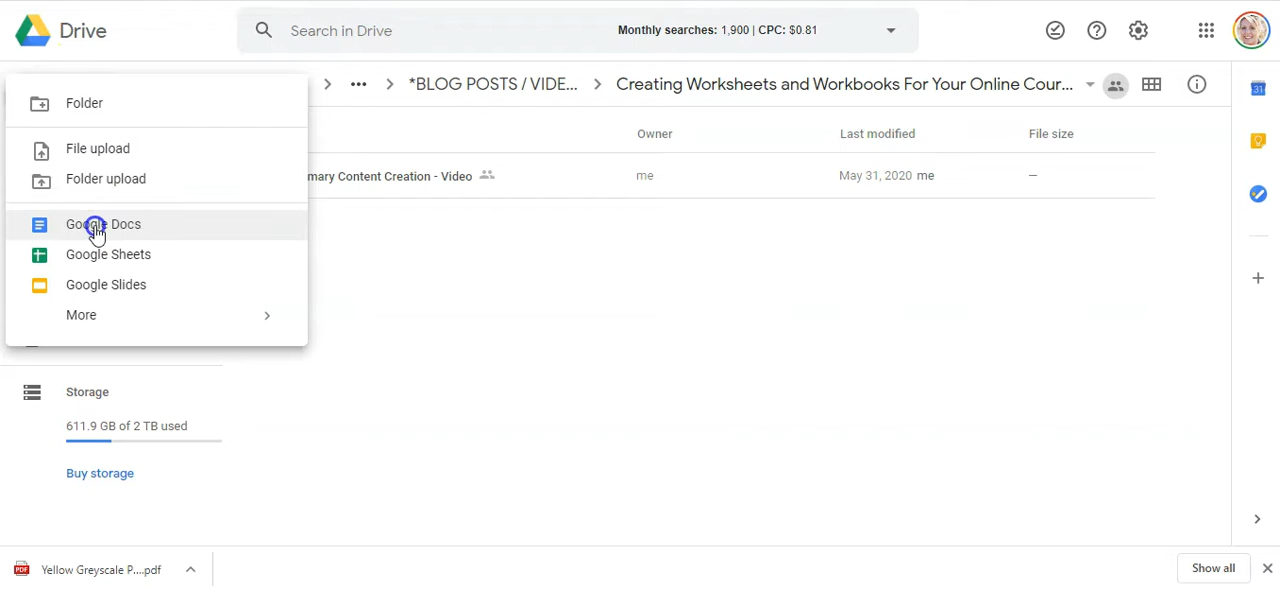 Drive
Search in Drive
Monthly searches: 1,900 | CPC: $0.81
*BLOG POSTS / VIDE...
Creating Worksheets and Workbooks For Your Online Cour...
Folder
File upload
Folder upload
Google Docs
Google Sheets
Google Slides
More
Owner
Last modified
File size
mary Content Creation - Video
me
May 31, 2020 me
–
31
Storage
611.9 GB of 2 TB used
Buy storage
PDF
Yellow Greyscale P....pdf
Show all